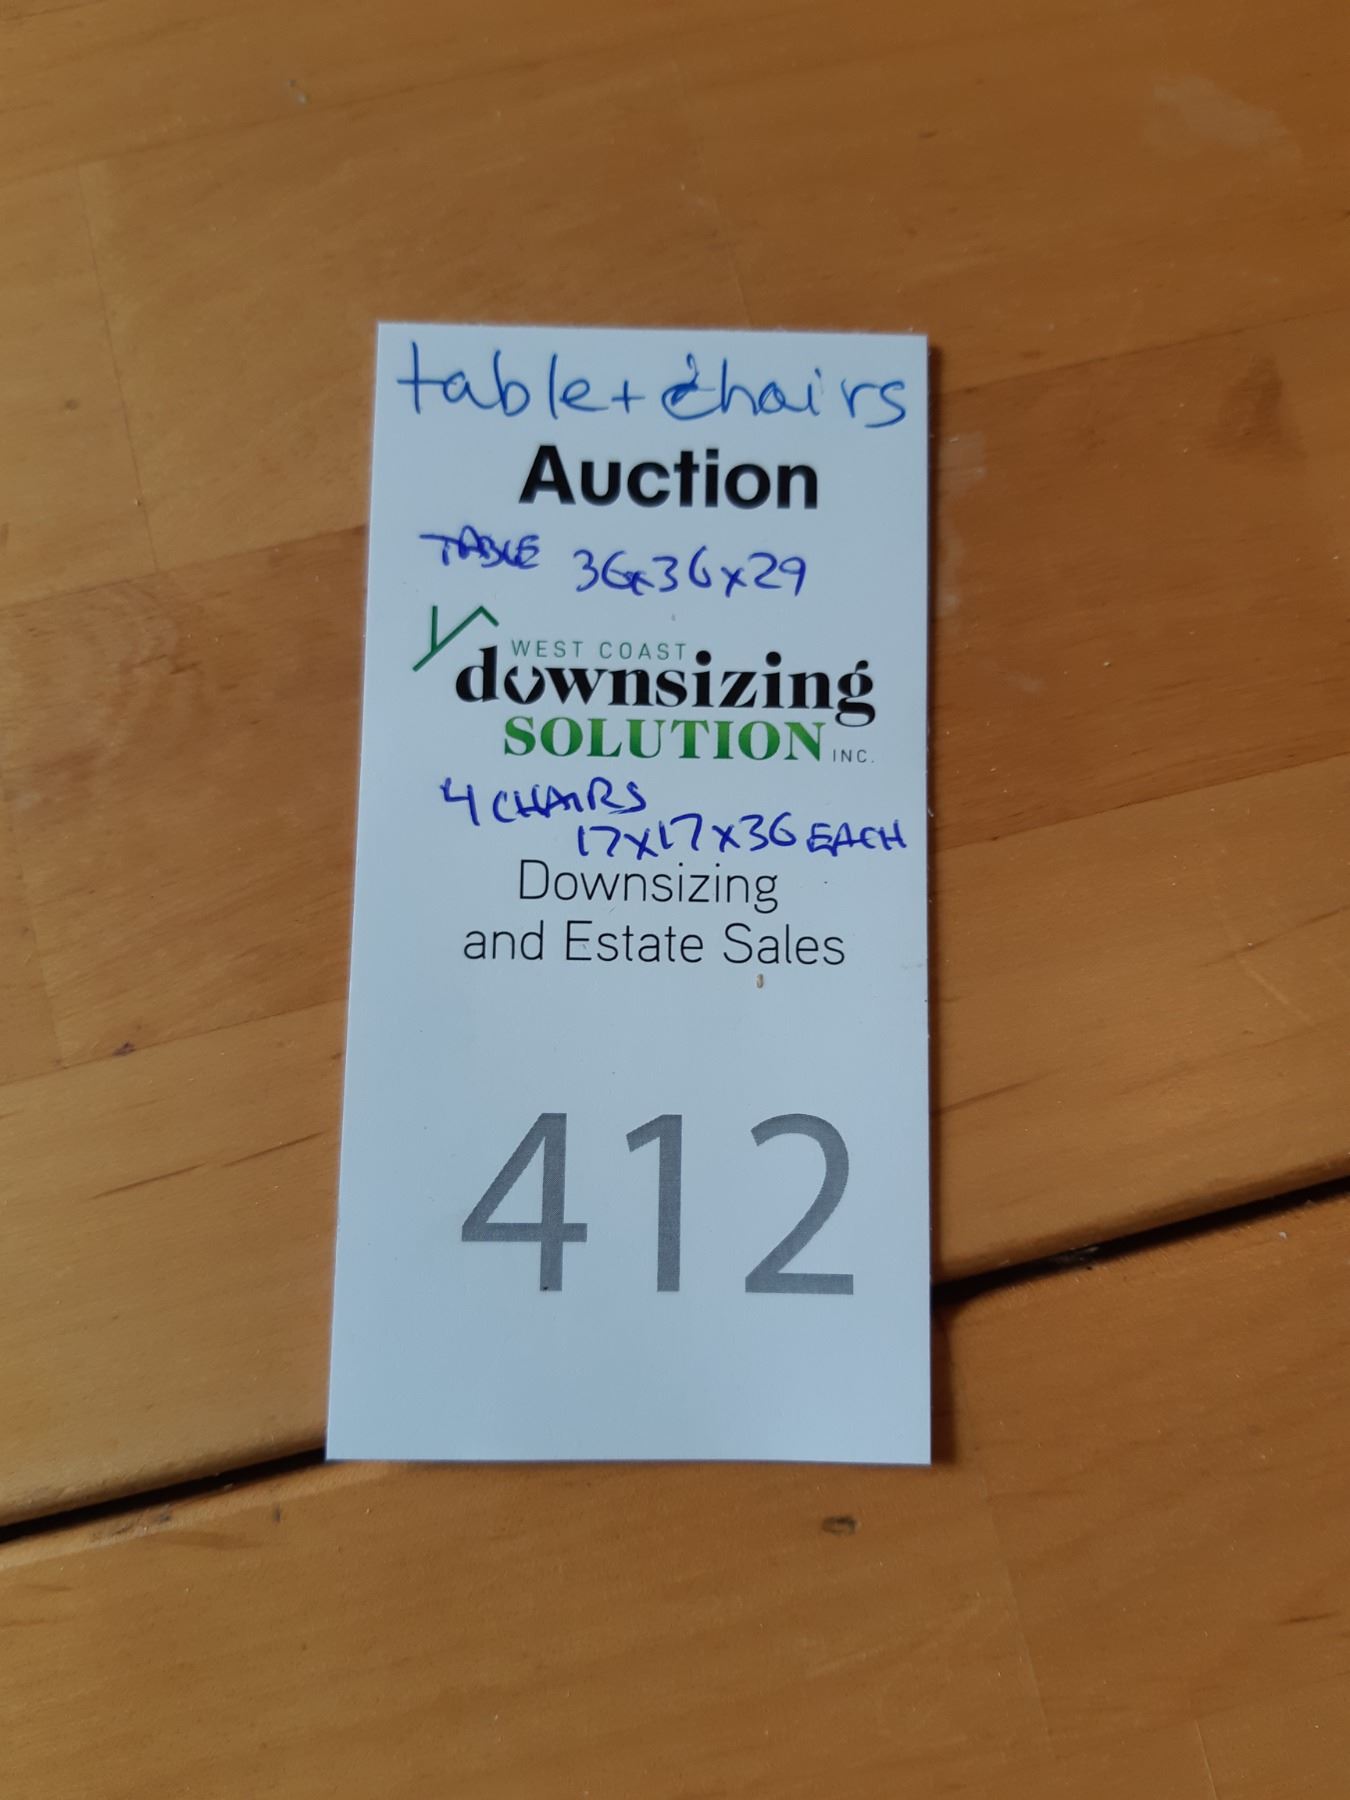 table + chairs
Auction
TABLE 36x36x29
WEST COAST
downsizing
SOLUTION INC.
4 CHAIRS
17x17x36 EACH
Downsizing
and Estate Sales
412